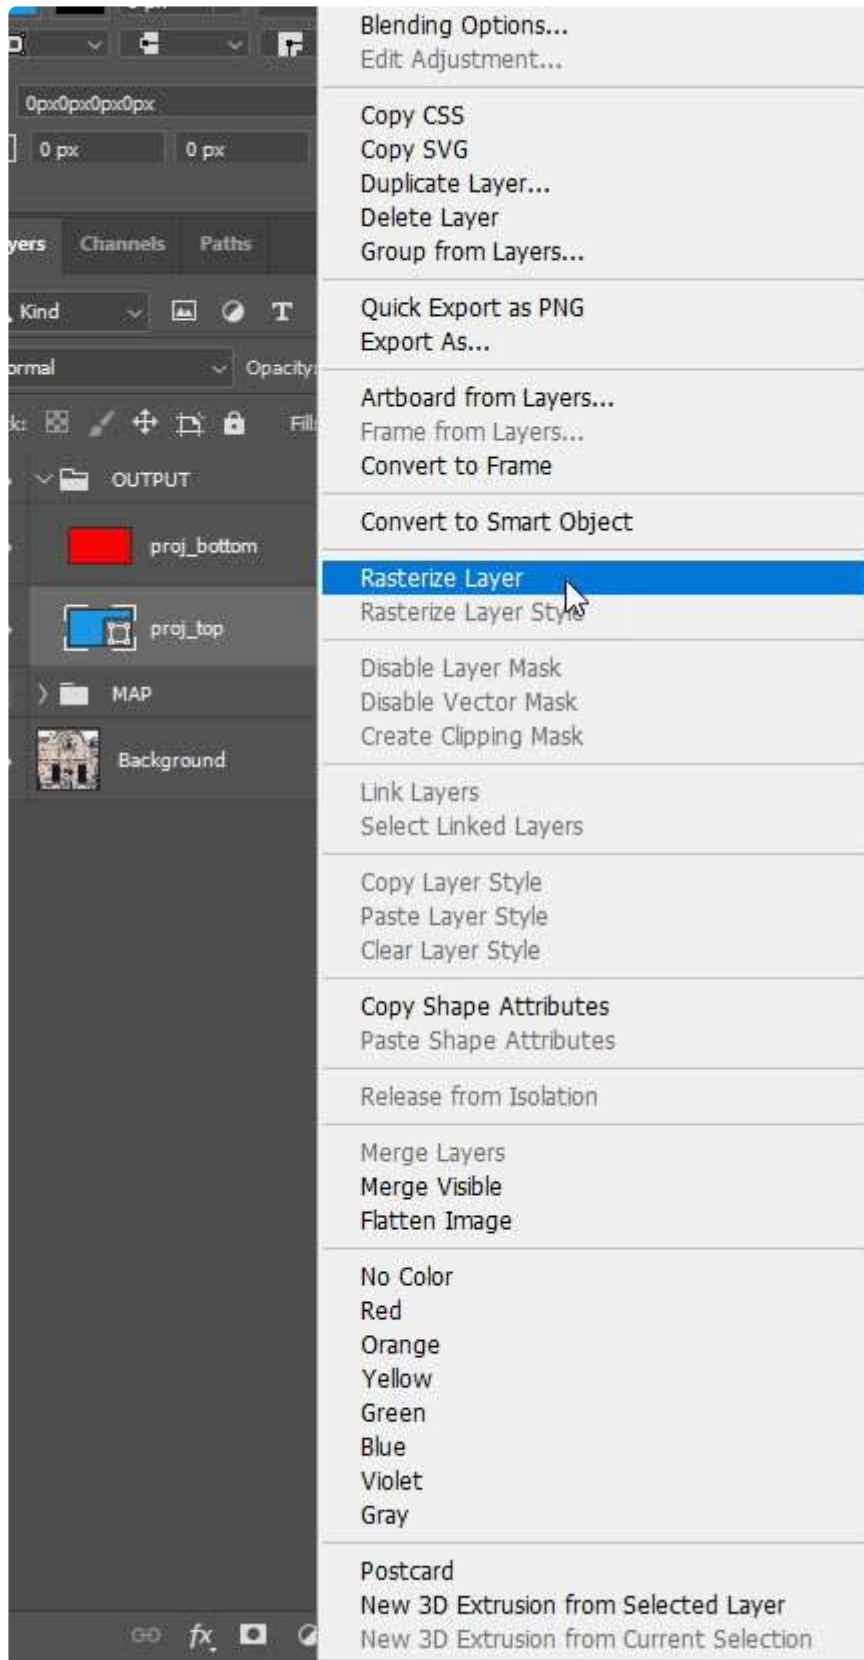 0px0px0px0px
0 px
0 px
Channels
Paths
Kind
T
Opacity:
OUTPUT
proj_bottom
proj_top
MAP
Background
fx
Blending Options...
Edit Adjustment...
Copy CSS
Copy SVG
Duplicate Layer...
Delete Layer
Group from Layers...
Quick Export as PNG
Export As...
Artboard from Layers...
Frame from Layers...
Convert to Frame
Convert to Smart Object
Rasterize Layer
Rasterize Layer Style
Disable Layer Mask
Disable Vector Mask
Create Clipping Mask
Link Layers
Select Linked Layers
Copy Layer Style
Paste Layer Style
Clear Layer Style
Copy Shape Attributes
Paste Shape Attributes
Release from Isolation
Merge Layers
Merge Visible
Flatten Image
No Color
Red
Orange
Yellow
Green
Blue
Violet
Gray
Postcard
New 3D Extrusion from Selected Layer
New 3D Extrusion from Current Selection